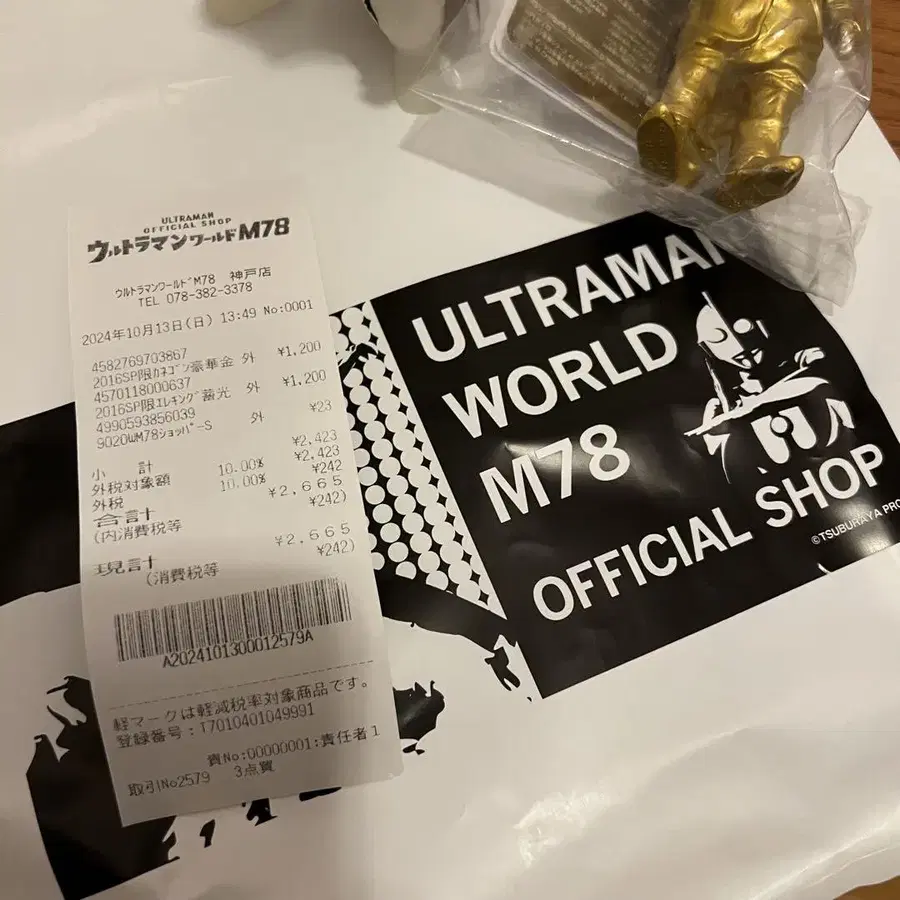 ULTRAMAN
OFFICIAL SHOP
ウルトラマンワールドM78
ウルトラマンワールドM78 神戸店
TEL 078-382-3378
2024年10月13日(日) 13:49 No:0001
4582769703867
2016SP限カネゴン豪華金 外 ¥1,200
4570118000637
2016SP限エレキング蓄光 外 ¥1,200
4990593856039
9020WM78ショッパーS 外 ¥23
小 計 ¥2,423
外税対象額 10.00% ¥2,423
外税 10.00% ¥242
合計 ¥2,665
(内消費税等 ¥242)
現計 ¥2,665
(消費税等 ¥242)
A2024101300012579A
軽マークは軽減税率対象商品です。
登録番号:T7010401049991
責No:00000001:責任者1
取引No2579 3点買
ULTRAMAN
WORLD
M78
OFFICIAL SHOP
©TSUBURAYA PRO